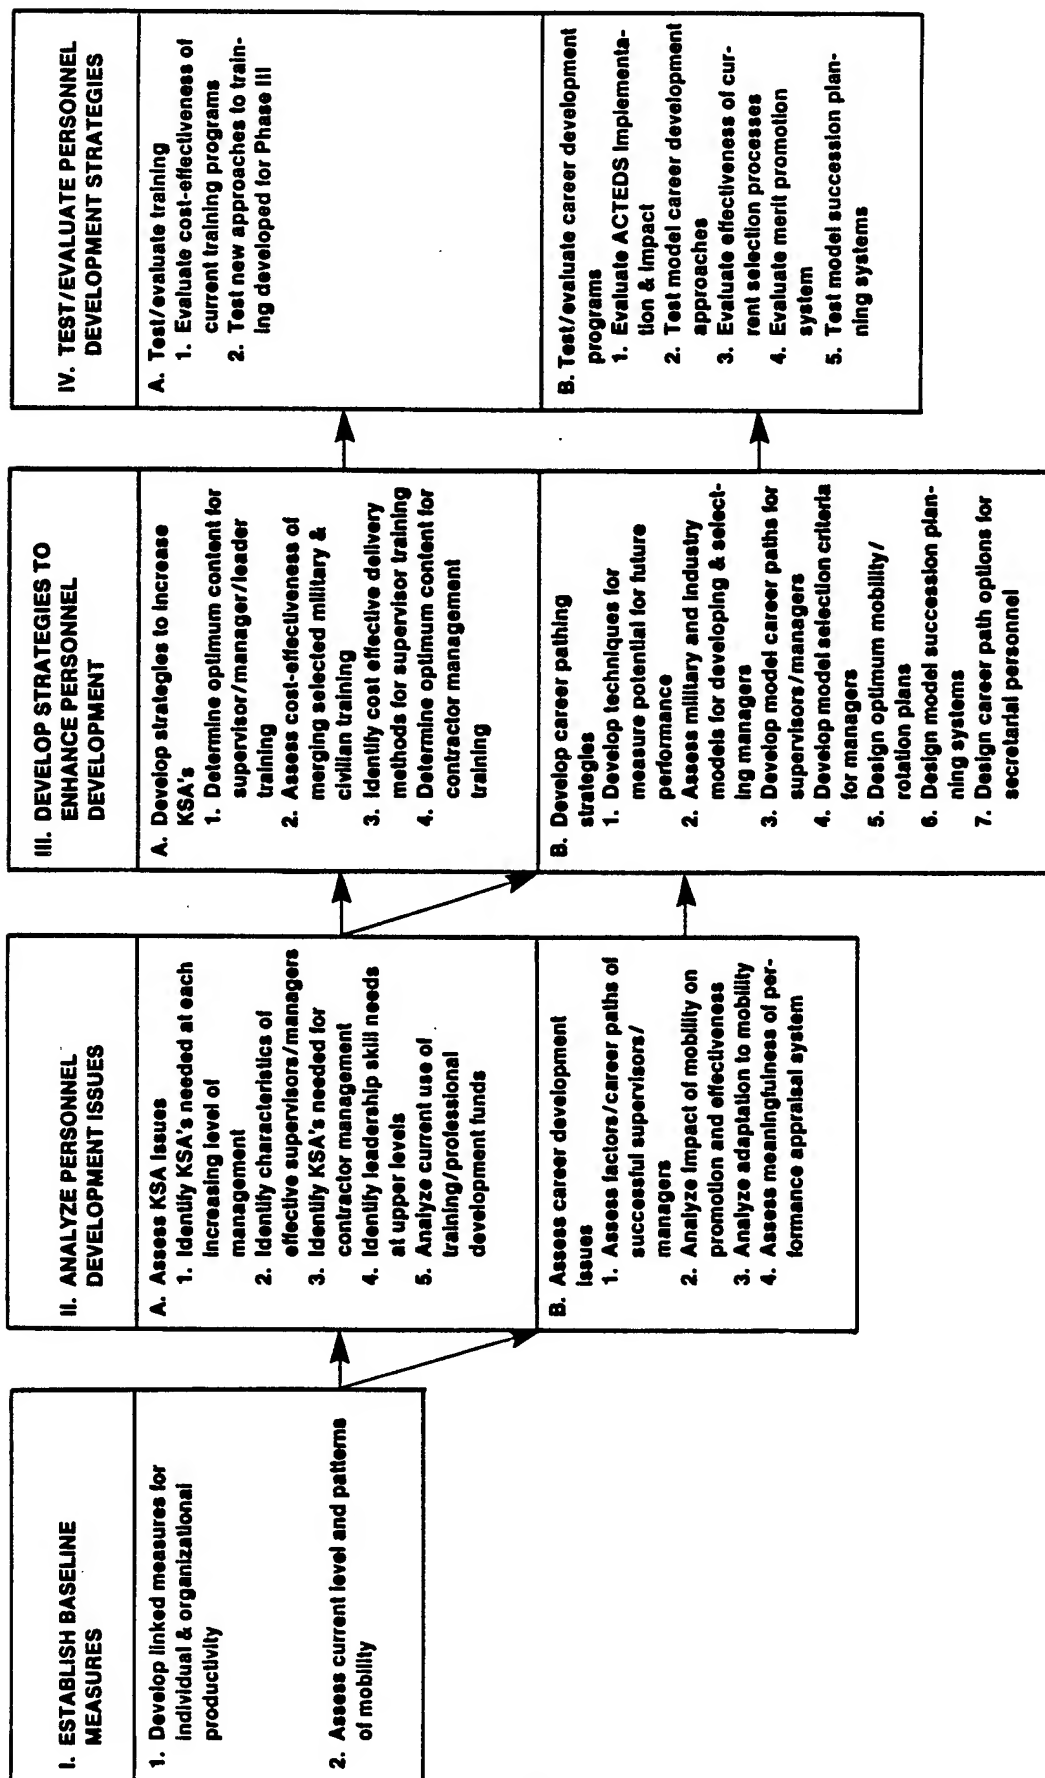 I. ESTABLISH BASELINE
MEASURES
1. Develop linked measures for
individual & organizational
productivity
2. Assess current level and patterns
of mobility
II. ANALYZE PERSONNEL
DEVELOPMENT ISSUES
A. Assess KSA issues
1. Identify KSA's needed at each
increasing level of
management
2. Identify characteristics of
effective supervisors/managers
3. Identify KSA's needed for
contractor management
4. Identify leadership skill needs
at upper levels
5. Analyze current use of
training/professional
development funds
B. Assess career development
issues
1. Assess factors/career paths of
successful supervisors/
managers
2. Analyze impact of mobility on
promotion and effectiveness
3. Analyze adaptation to mobility
4. Assess meaningfulness of per-
formance appraisal system
III. DEVELOP STRATEGIES TO
ENHANCE PERSONNEL
DEVELOPMENT
A. Develop strategies to increase
KSA's
1. Determine optimum content for
supervisor/manager/leader
training
2. Assess cost-effectiveness of
merging selected military &
civilian training
3. Identify cost effective delivery
methods for supervisor training
4. Determine optimum content for
contractor management
training
B. Develop career pathing
strategies
1. Develop techniques for
measure potential for future
performance
2. Assess military and industry
models for developing & select-
ing managers
3. Develop model career paths for
supervisors/managers
4. Develop model selection criteria
for managers
5. Design optimum mobility/
rotation plans
6. Design model succession plan-
ning systems
7. Design career path options for
secretarial personnel
IV. TEST/EVALUATE PERSONNEL
DEVELOPMENT STRATEGIES
A. Test/evaluate training
1. Evaluate cost-effectiveness of
current training programs
2. Test new approaches to train-
ing developed for Phase III
B. Test/evaluate career development
programs
1. Evaluate ACTEDS implementa-
tion & impact
2. Test model career development
approaches
3. Evaluate effectiveness of cur-
rent selection processes
4. Evaluate merit promotion
system
5. Test model succession plan-
ning systems